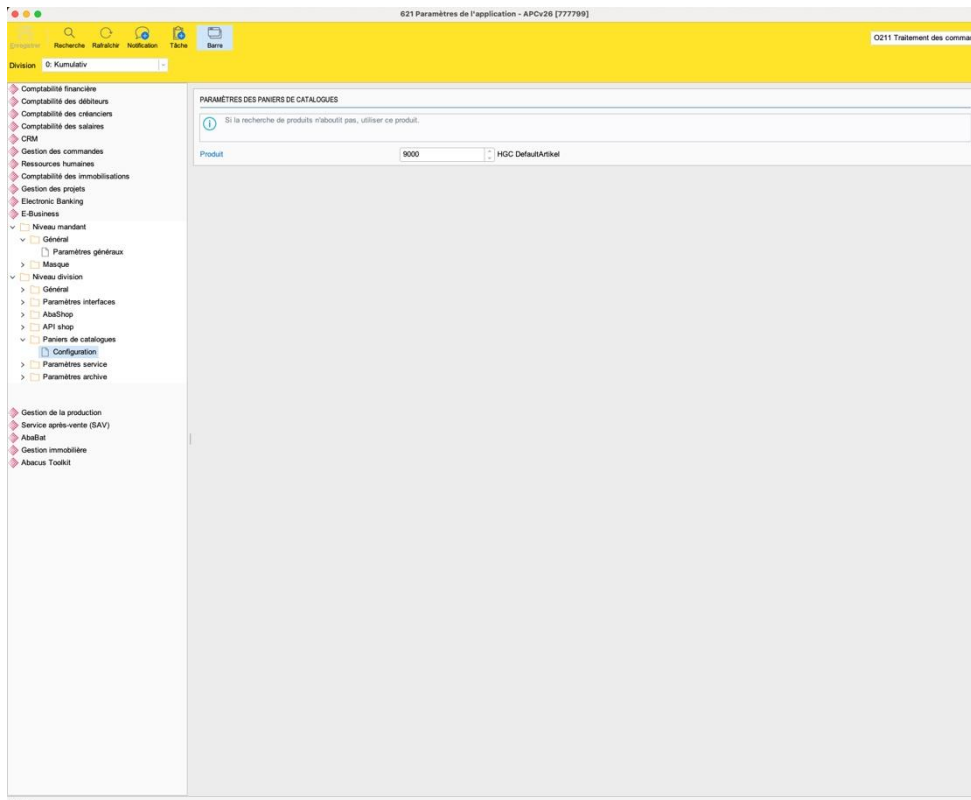 621 Paramètres de l'application - APCv26 [777799]
Enregistrer Recherche Rafraîchir Notification Tâche Barre
O211 Traitement des comma
Division 0: Kumulativ
Comptabilité financière
Comptabilité des débiteurs
Comptabilité des créanciers
Comptabilité des salaires
CRM
Gestion des commandes
Ressources humaines
Comptabilité des immobilisations
Gestion des projets
Electronic Banking
E-Business
Niveau mandant
Général
Paramètres généraux
Masque
Niveau division
Général
Paramètres interfaces
AbaShop
API shop
Paniers de catalogues
Configuration
Paramètres service
Paramètres archive
Gestion de la production
Service après-vente (SAV)
AbaBat
Gestion immobilière
Abacus Toolkit
PARAMÈTRES DES PANIERS DE CATALOGUES
Si la recherche de produits n'aboutit pas, utiliser ce produit.
Produit 9000 HGC DefaultArtikel